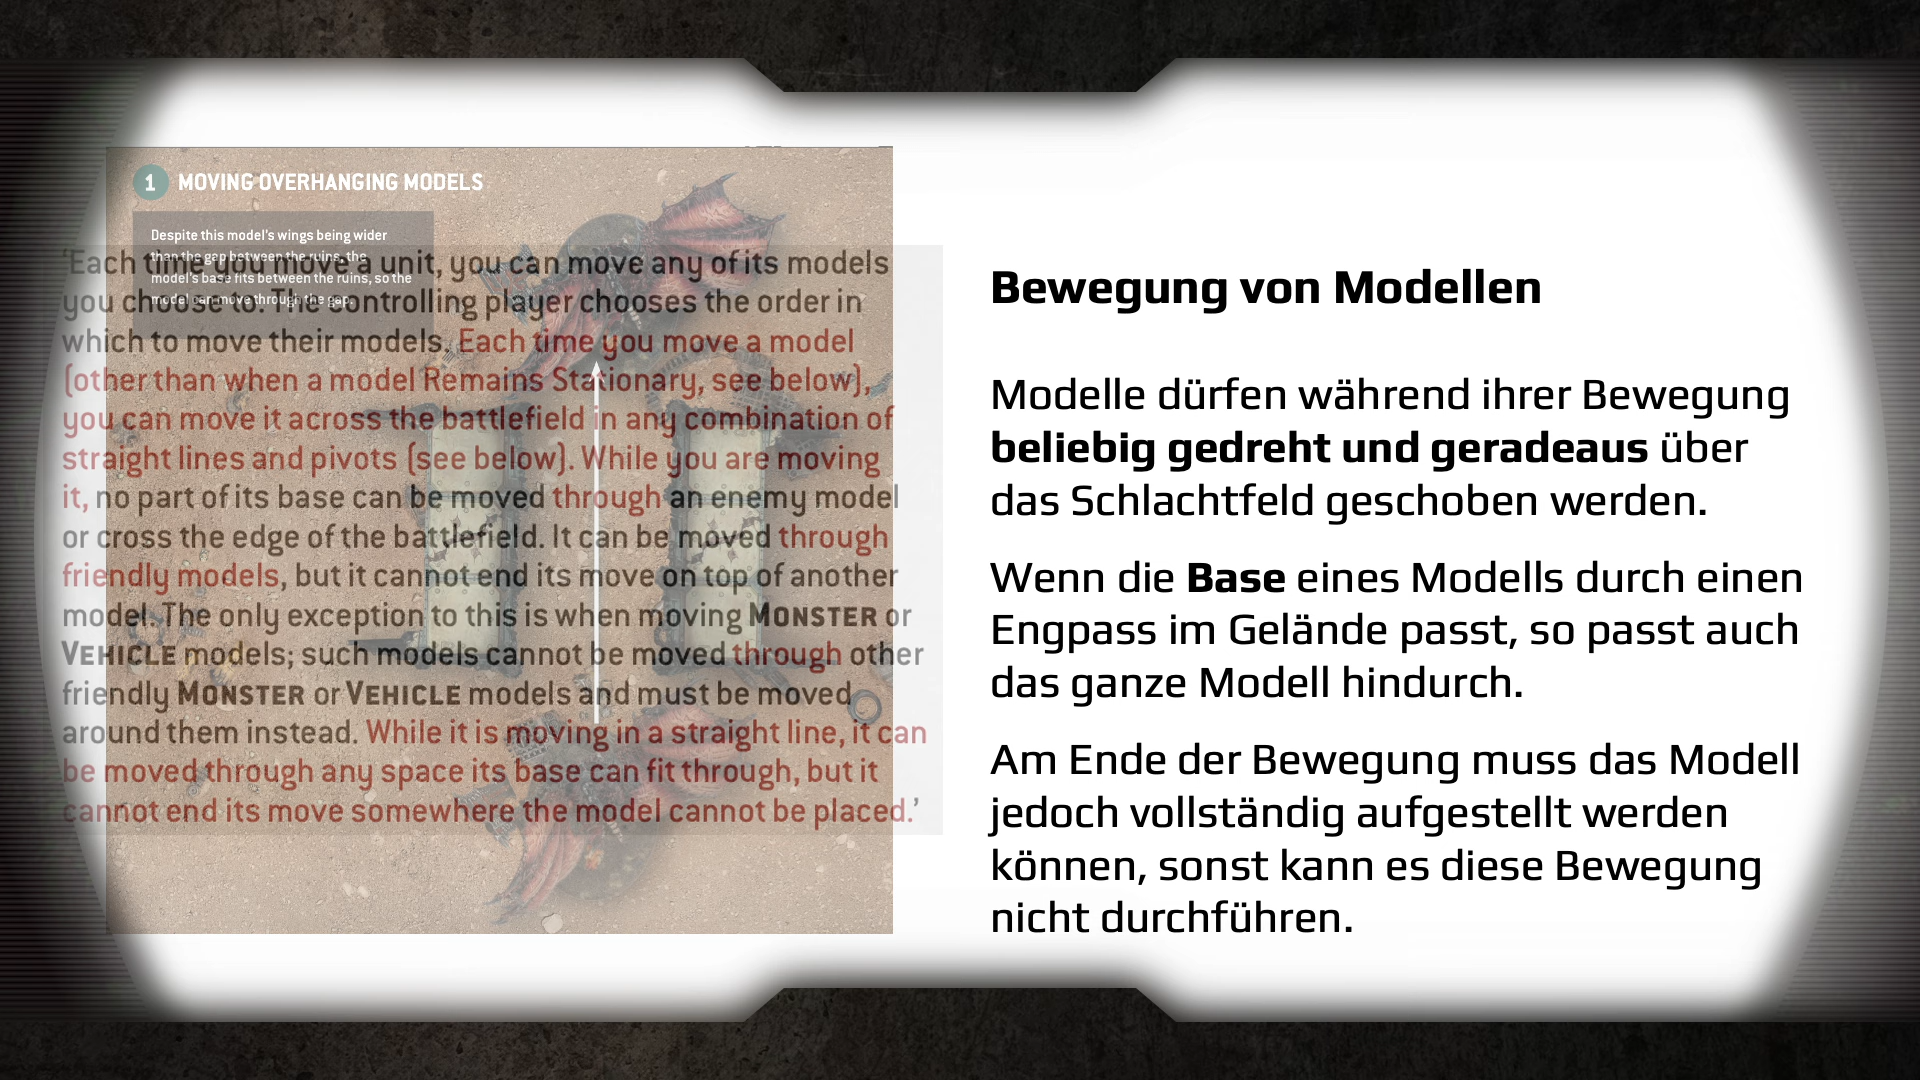 1 MOVING OVERHANGING MODELS
Despite this model's wings being wider
than the gap between the ruins, the
model's base fits between the ruins, so the
model can move through the gap.
'Each time you move a unit, you can move any of its models
you choose to. The controlling player chooses the order in
which to move their models. Each time you move a model
(other than when a model Remains Stationary, see below),
you can move it across the battlefield in any combination of
straight lines and pivots (see below). While you are moving
it, no part of its base can be moved through an enemy model
or cross the edge of the battlefield. It can be moved through
friendly models, but it cannot end its move on top of another
model. The only exception to this is when moving MONSTER or
VEHICLE models; such models cannot be moved through other
friendly MONSTER or VEHICLE models and must be moved
around them instead. While it is moving in a straight line, it can
be moved through any space its base can fit through, but it
cannot end its move somewhere the model cannot be placed.'
Bewegung von Modellen
Modelle dürfen während ihrer Bewegung
beliebig gedreht und geradeaus über
das Schlachtfeld geschoben werden.
Wenn die Base eines Modells durch einen
Engpass im Gelände passt, so passt auch
das ganze Modell hindurch.
Am Ende der Bewegung muss das Modell
jedoch vollständig aufgestellt werden
können, sonst kann es diese Bewegung
nicht durchführen.